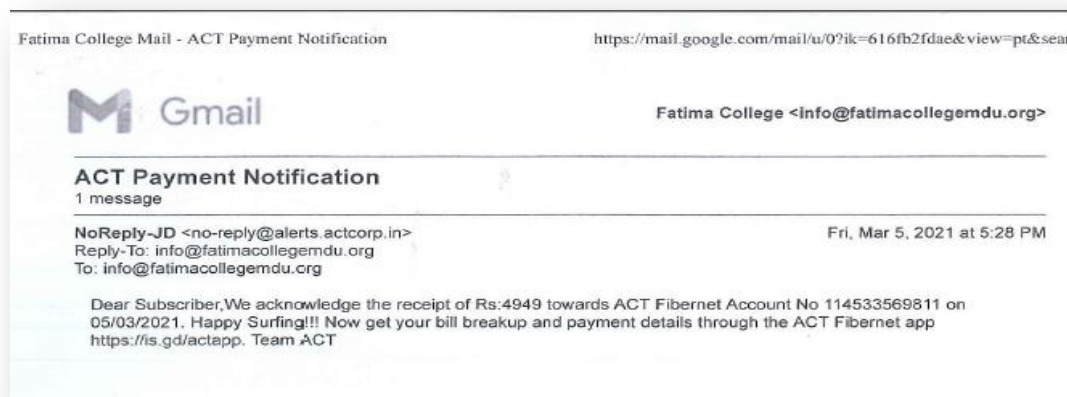 Fatima College Mail - ACT Payment Notification https://mail.google.com/mail/u/0?ik=616fb2fdae&view=pt&sear
Gmail Fatima College <info@fatimacollegemdu.org>
ACT Payment Notification
1 message
NoReply-JD <no-reply@alerts.actcorp.in> Fri, Mar 5, 2021 at 5:28 PM
Reply-To: info@fatimacollegemdu.org
To: info@fatimacollegemdu.org
Dear Subscriber,We acknowledge the receipt of Rs:4949 towards ACT Fibernet Account No 114533569811 on
05/03/2021. Happy Surfing!!! Now get your bill breakup and payment details through the ACT Fibernet app
https://is.gd/actapp. Team ACT